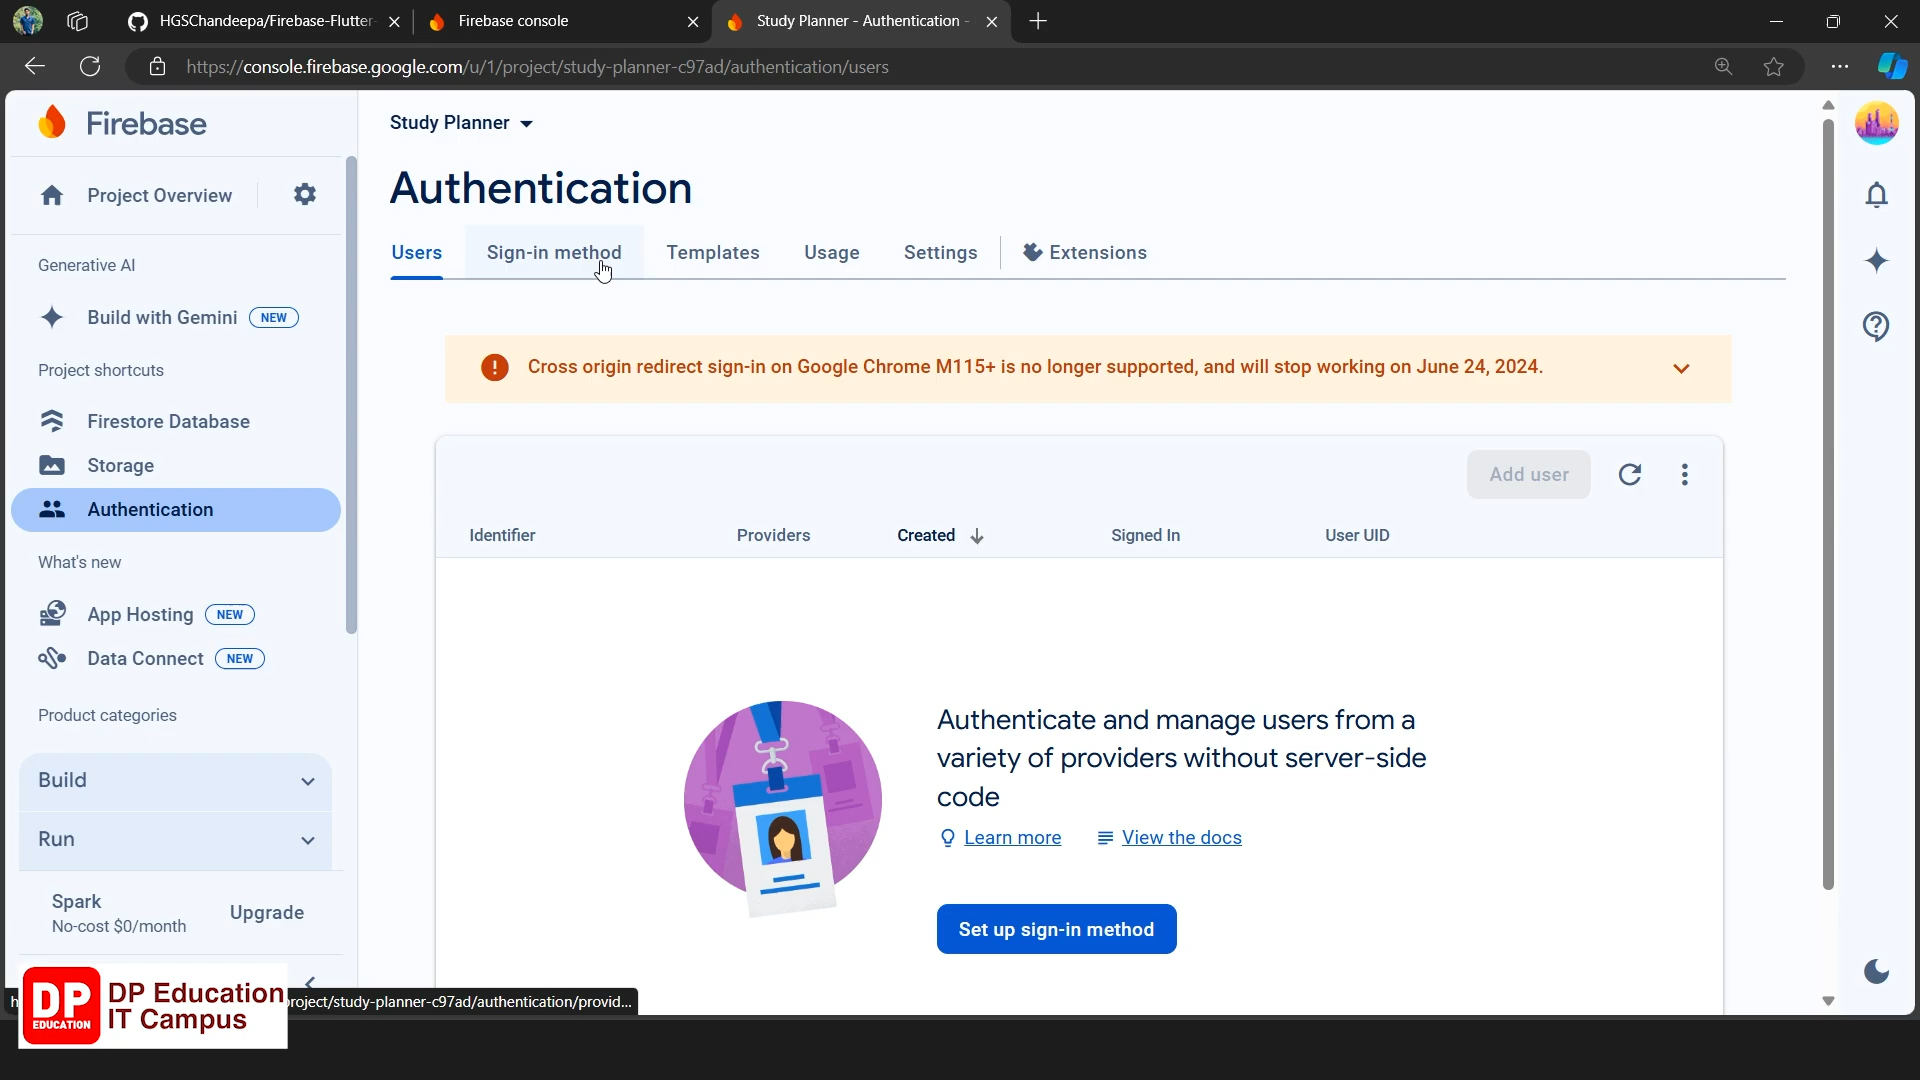 HGSChandeepa/Firebase-Flutter-
Firebase console
Study Planner - Authentication -
https://console.firebase.google.com/u/1/project/study-planner-c97ad/authentication/users
Firebase
Project Overview
Generative AI
Build with Gemini NEW
Project shortcuts
Firestore Database
Storage
Authentication
What's new
App Hosting NEW
Data Connect NEW
Product categories
Build
Run
Spark
No-cost $0/month
Upgrade
Study Planner
Authentication
Users Sign-in method Templates Usage Settings Extensions
Cross origin redirect sign-in on Google Chrome M115+ is no longer supported, and will stop working on June 24, 2024.
Add user
Identifier Providers Created Signed In User UID
Authenticate and manage users from a
variety of providers without server-side
code
Learn more View the docs
Set up sign-in method
project/study-planner-c97ad/authentication/provid...
DP
EDUCATION
DP Education
IT Campus